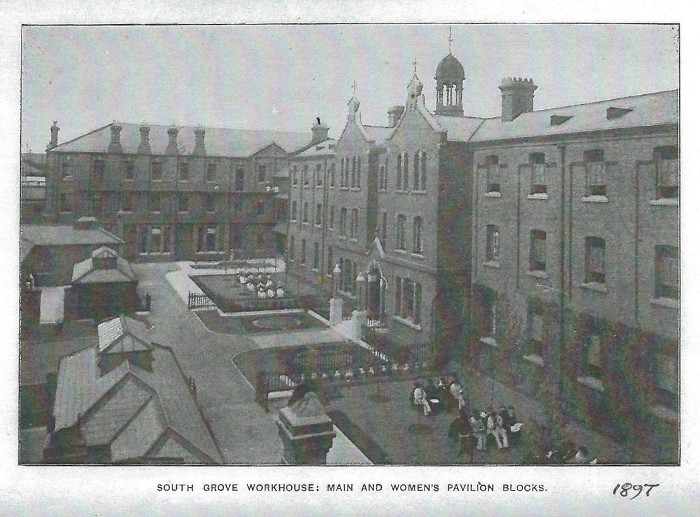 SOUTH GROVE WORKHOUSE: MAIN AND WOMEN'S PAVILION BLOCKS.
1897